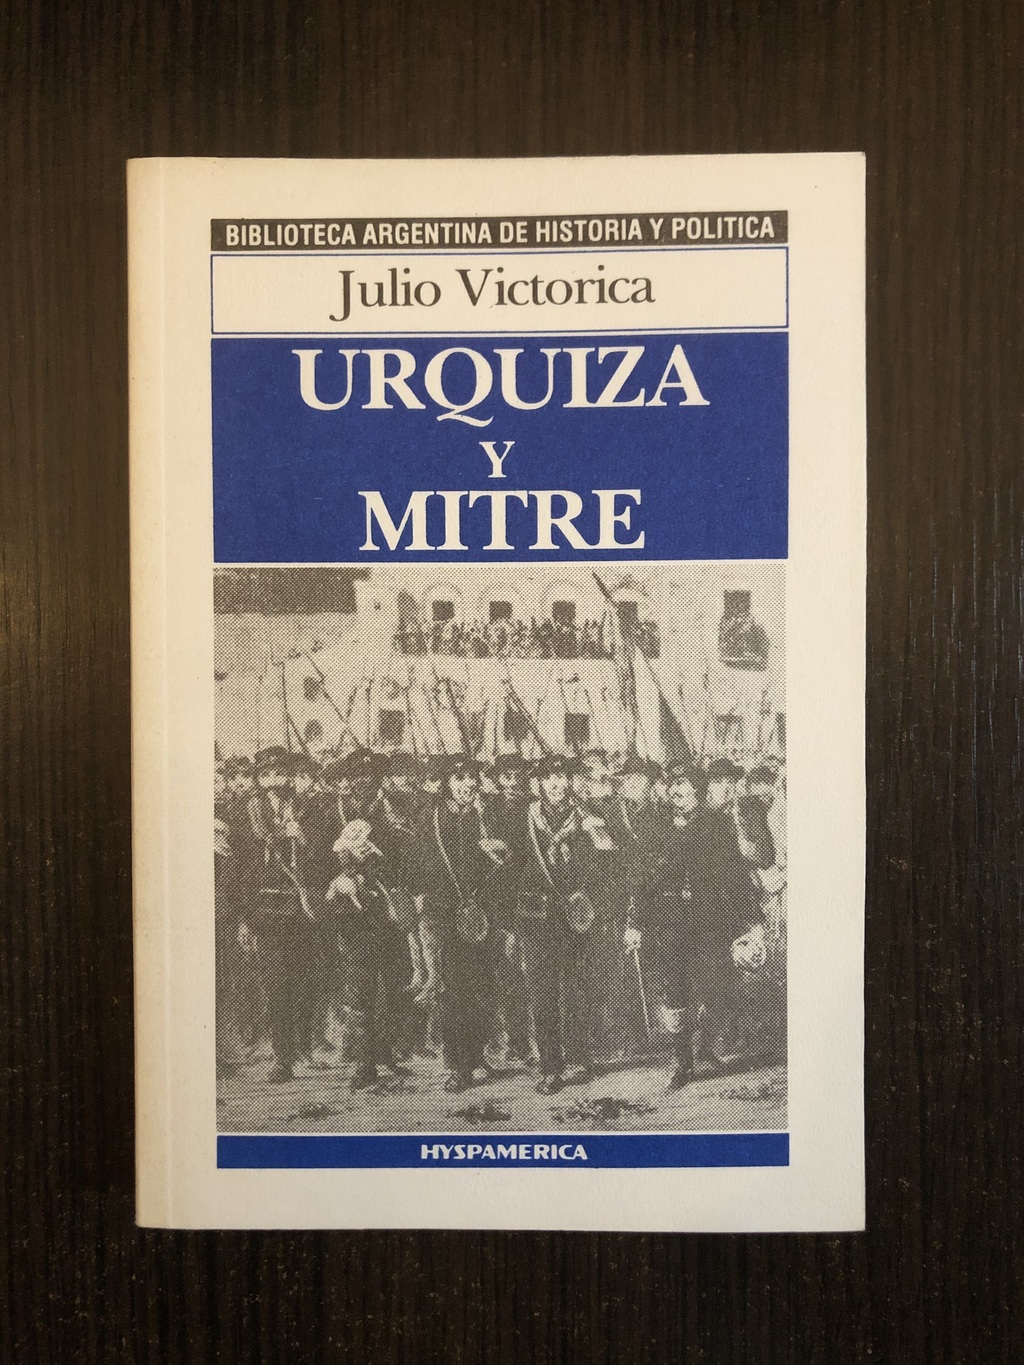 BIBLIOTECA ARGENTINA DE HISTORIA Y POLITICA
Julio Victorica
URQUIZA
Y
MITRE
HYSPAMERICA